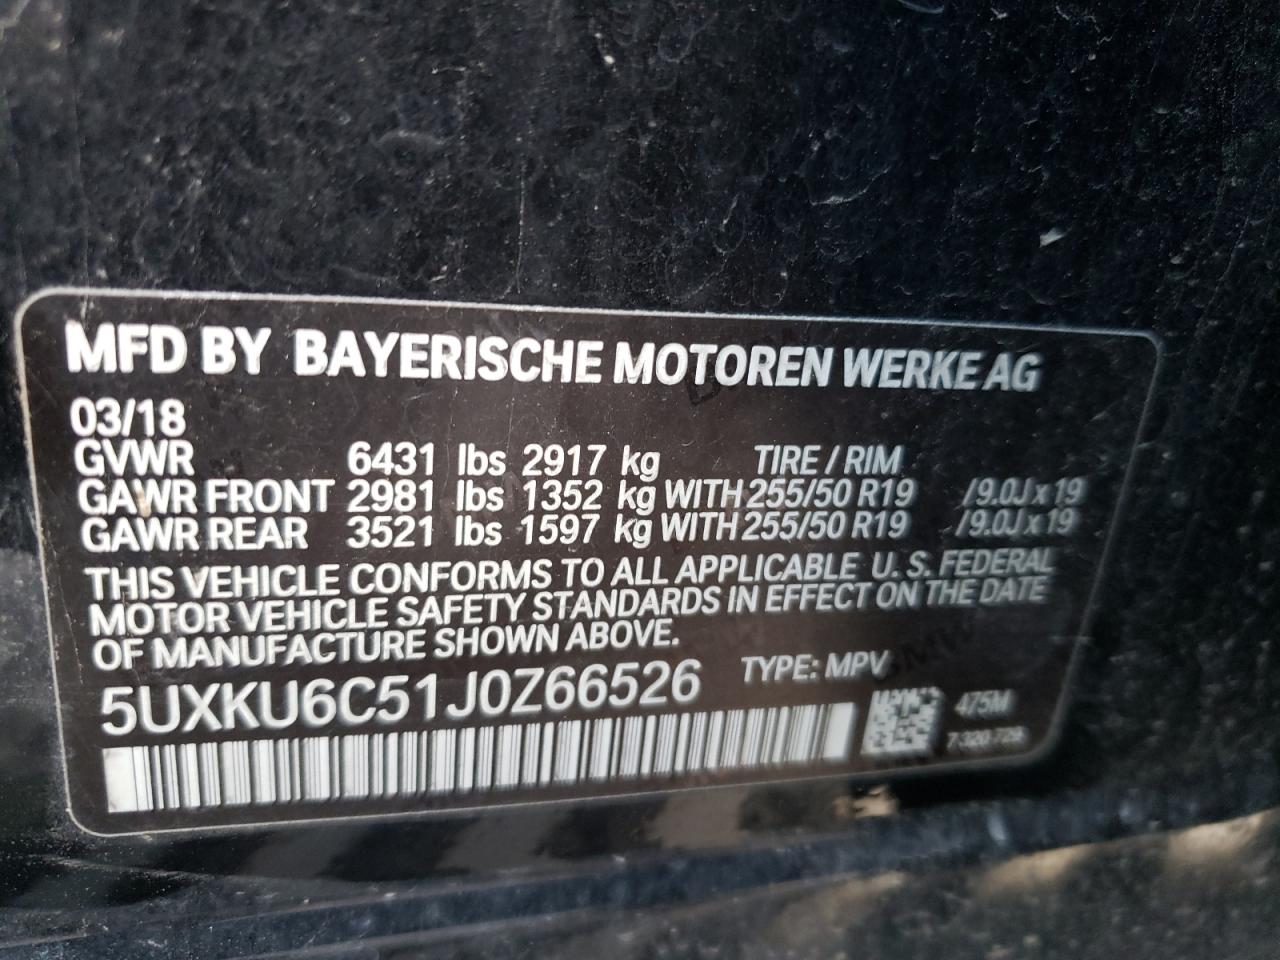 MFD BY BAYERISCHE MOTOREN WERKE AG
03/18
GVWR 6431 lbs 2917 kg TIRE / RIM
GAWR FRONT 2981 lbs 1352 kg WITH 255/50 R19 /9.0J x 19
GAWR REAR 3521 lbs 1597 kg WITH 255/50 R19 /9.0J x 19
THIS VEHICLE CONFORMS TO ALL APPLICABLE U. S. FEDERAL
MOTOR VEHICLE SAFETY STANDARDS IN EFFECT ON THE DATE
OF MANUFACTURE SHOWN ABOVE.
5UXKU6C51J0Z66526 TYPE: MPV
475M
7 320 729